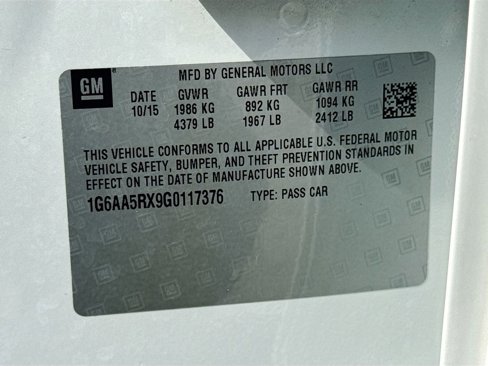 GM
MFD BY GENERAL MOTORS LLC
DATE GVWR GAWR FRT GAWR RR
10/15 1986 KG 892 KG 1094 KG
4379 LB 1967 LB 2412 LB
THIS VEHICLE CONFORMS TO ALL APPLICABLE U.S. FEDERAL MOTOR
VEHICLE SAFETY, BUMPER, AND THEFT PREVENTION STANDARDS IN
EFFECT ON THE DATE OF MANUFACTURE SHOWN ABOVE.
1G6AA5RX9G0117376 TYPE: PASS CAR